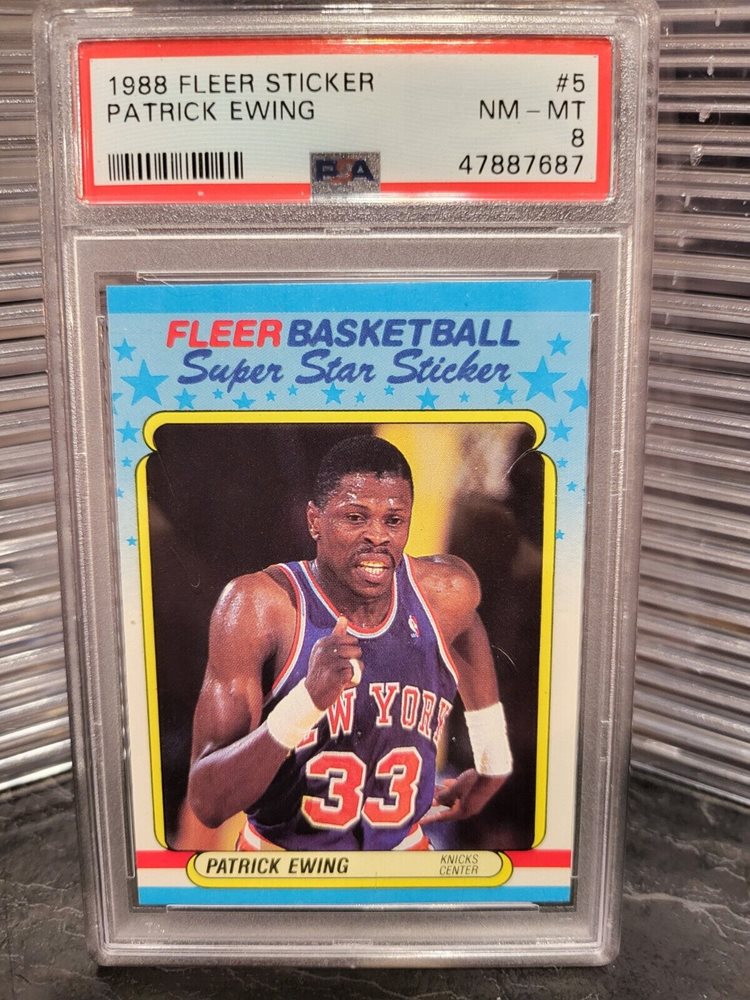 1988 FLEER STICKER #5
PATRICK EWING NM - MT
8
47887687
PSA
FLEER BASKETBALL
Super Star Sticker
EW YORK
33
PATRICK EWING
KNICKS
CENTER